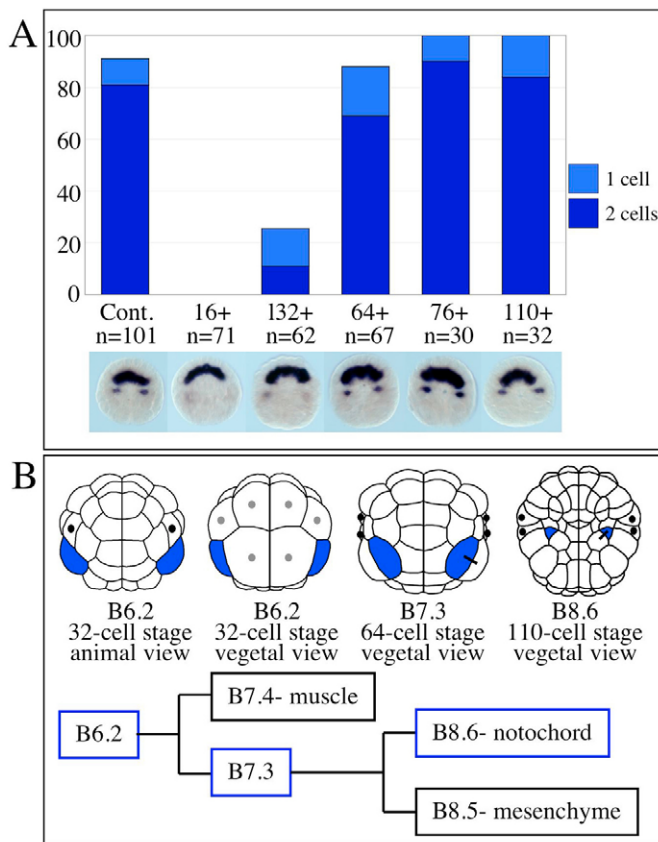 A
100
80
60
40
20
0
1 cell
2 cells
Cont. 16+ l32+ 64+ 76+ 110+
n=101 n=71 n=62 n=67 n=30 n=32
B
B6.2 B6.2 B7.3 B8.6
32-cell stage 32-cell stage 64-cell stage 110-cell stage
animal view vegetal view vegetal view vegetal view
B7.4- muscle
B6.2
B8.6- notochord
B7.3
B8.5- mesenchyme